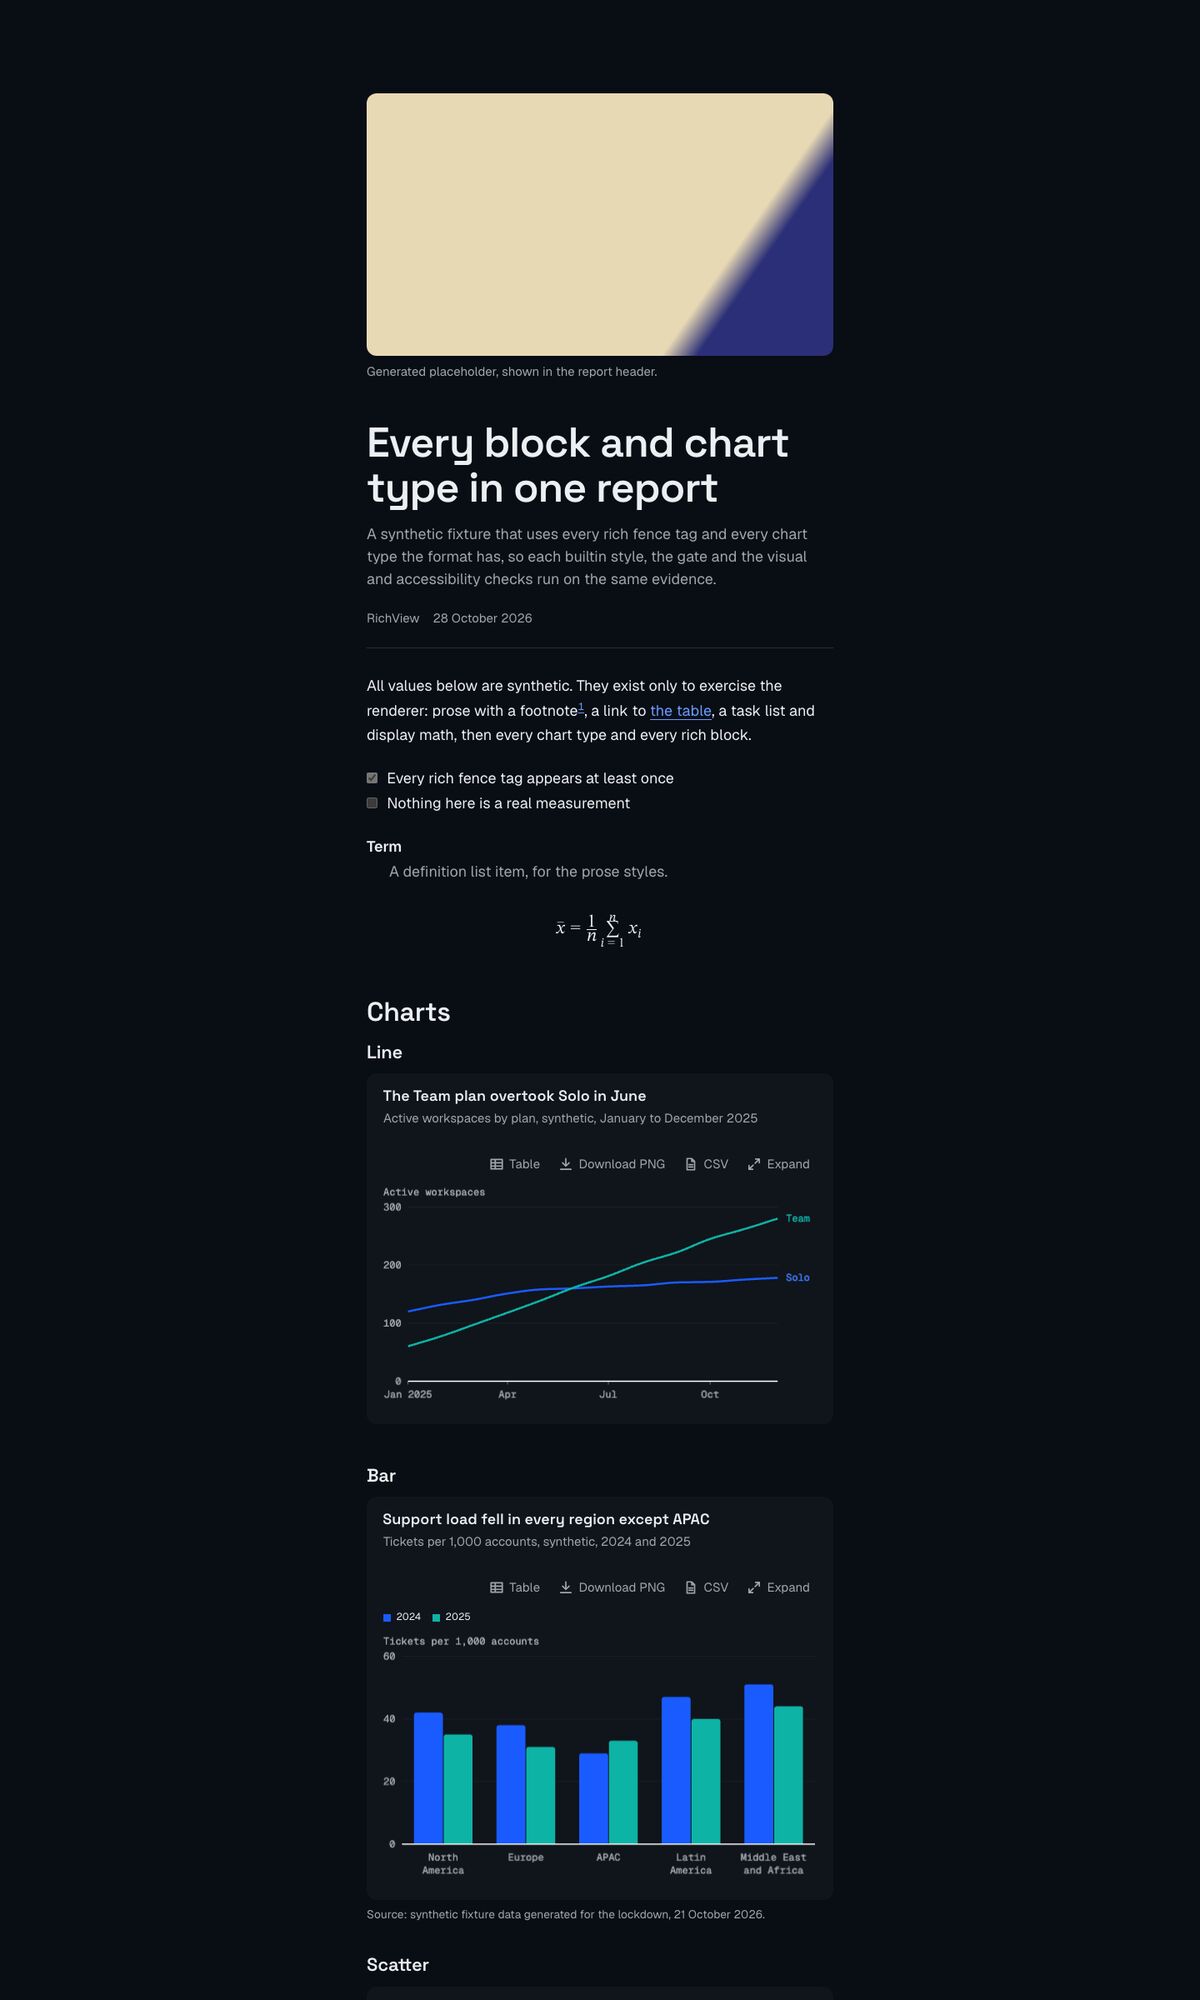 Generated placeholder, shown in the report header.
Every block and chart
type in one report
A synthetic fixture that uses every rich fence tag and every chart
type the format has, so each builtin style, the gate and the visual
and accessibility checks run on the same evidence.
RichView 28 October 2026
All values below are synthetic. They exist only to exercise the
renderer: prose with a footnote1, a link to the table, a task list and
display math, then every chart type and every rich block.
Every rich fence tag appears at least once
Nothing here is a real measurement
Term
A definition list item, for the prose styles.
x̄ = 1/n ∑ i = 1 n xi
Charts
Line
The Team plan overtook Solo in June
Active workspaces by plan, synthetic, January to December 2025
Table Download PNG CSV Expand
Active workspaces
300
Team
200
Solo
100
0
Jan 2025 Apr Jul Oct
Bar
Support load fell in every region except APAC
Tickets per 1,000 accounts, synthetic, 2024 and 2025
Table Download PNG CSV Expand
2024 2025
Tickets per 1,000 accounts
60
40
20
0
North Europe APAC Latin Middle East
America America and Africa
Source: synthetic fixture data generated for the lockdown, 21 October 2026.
Scatter